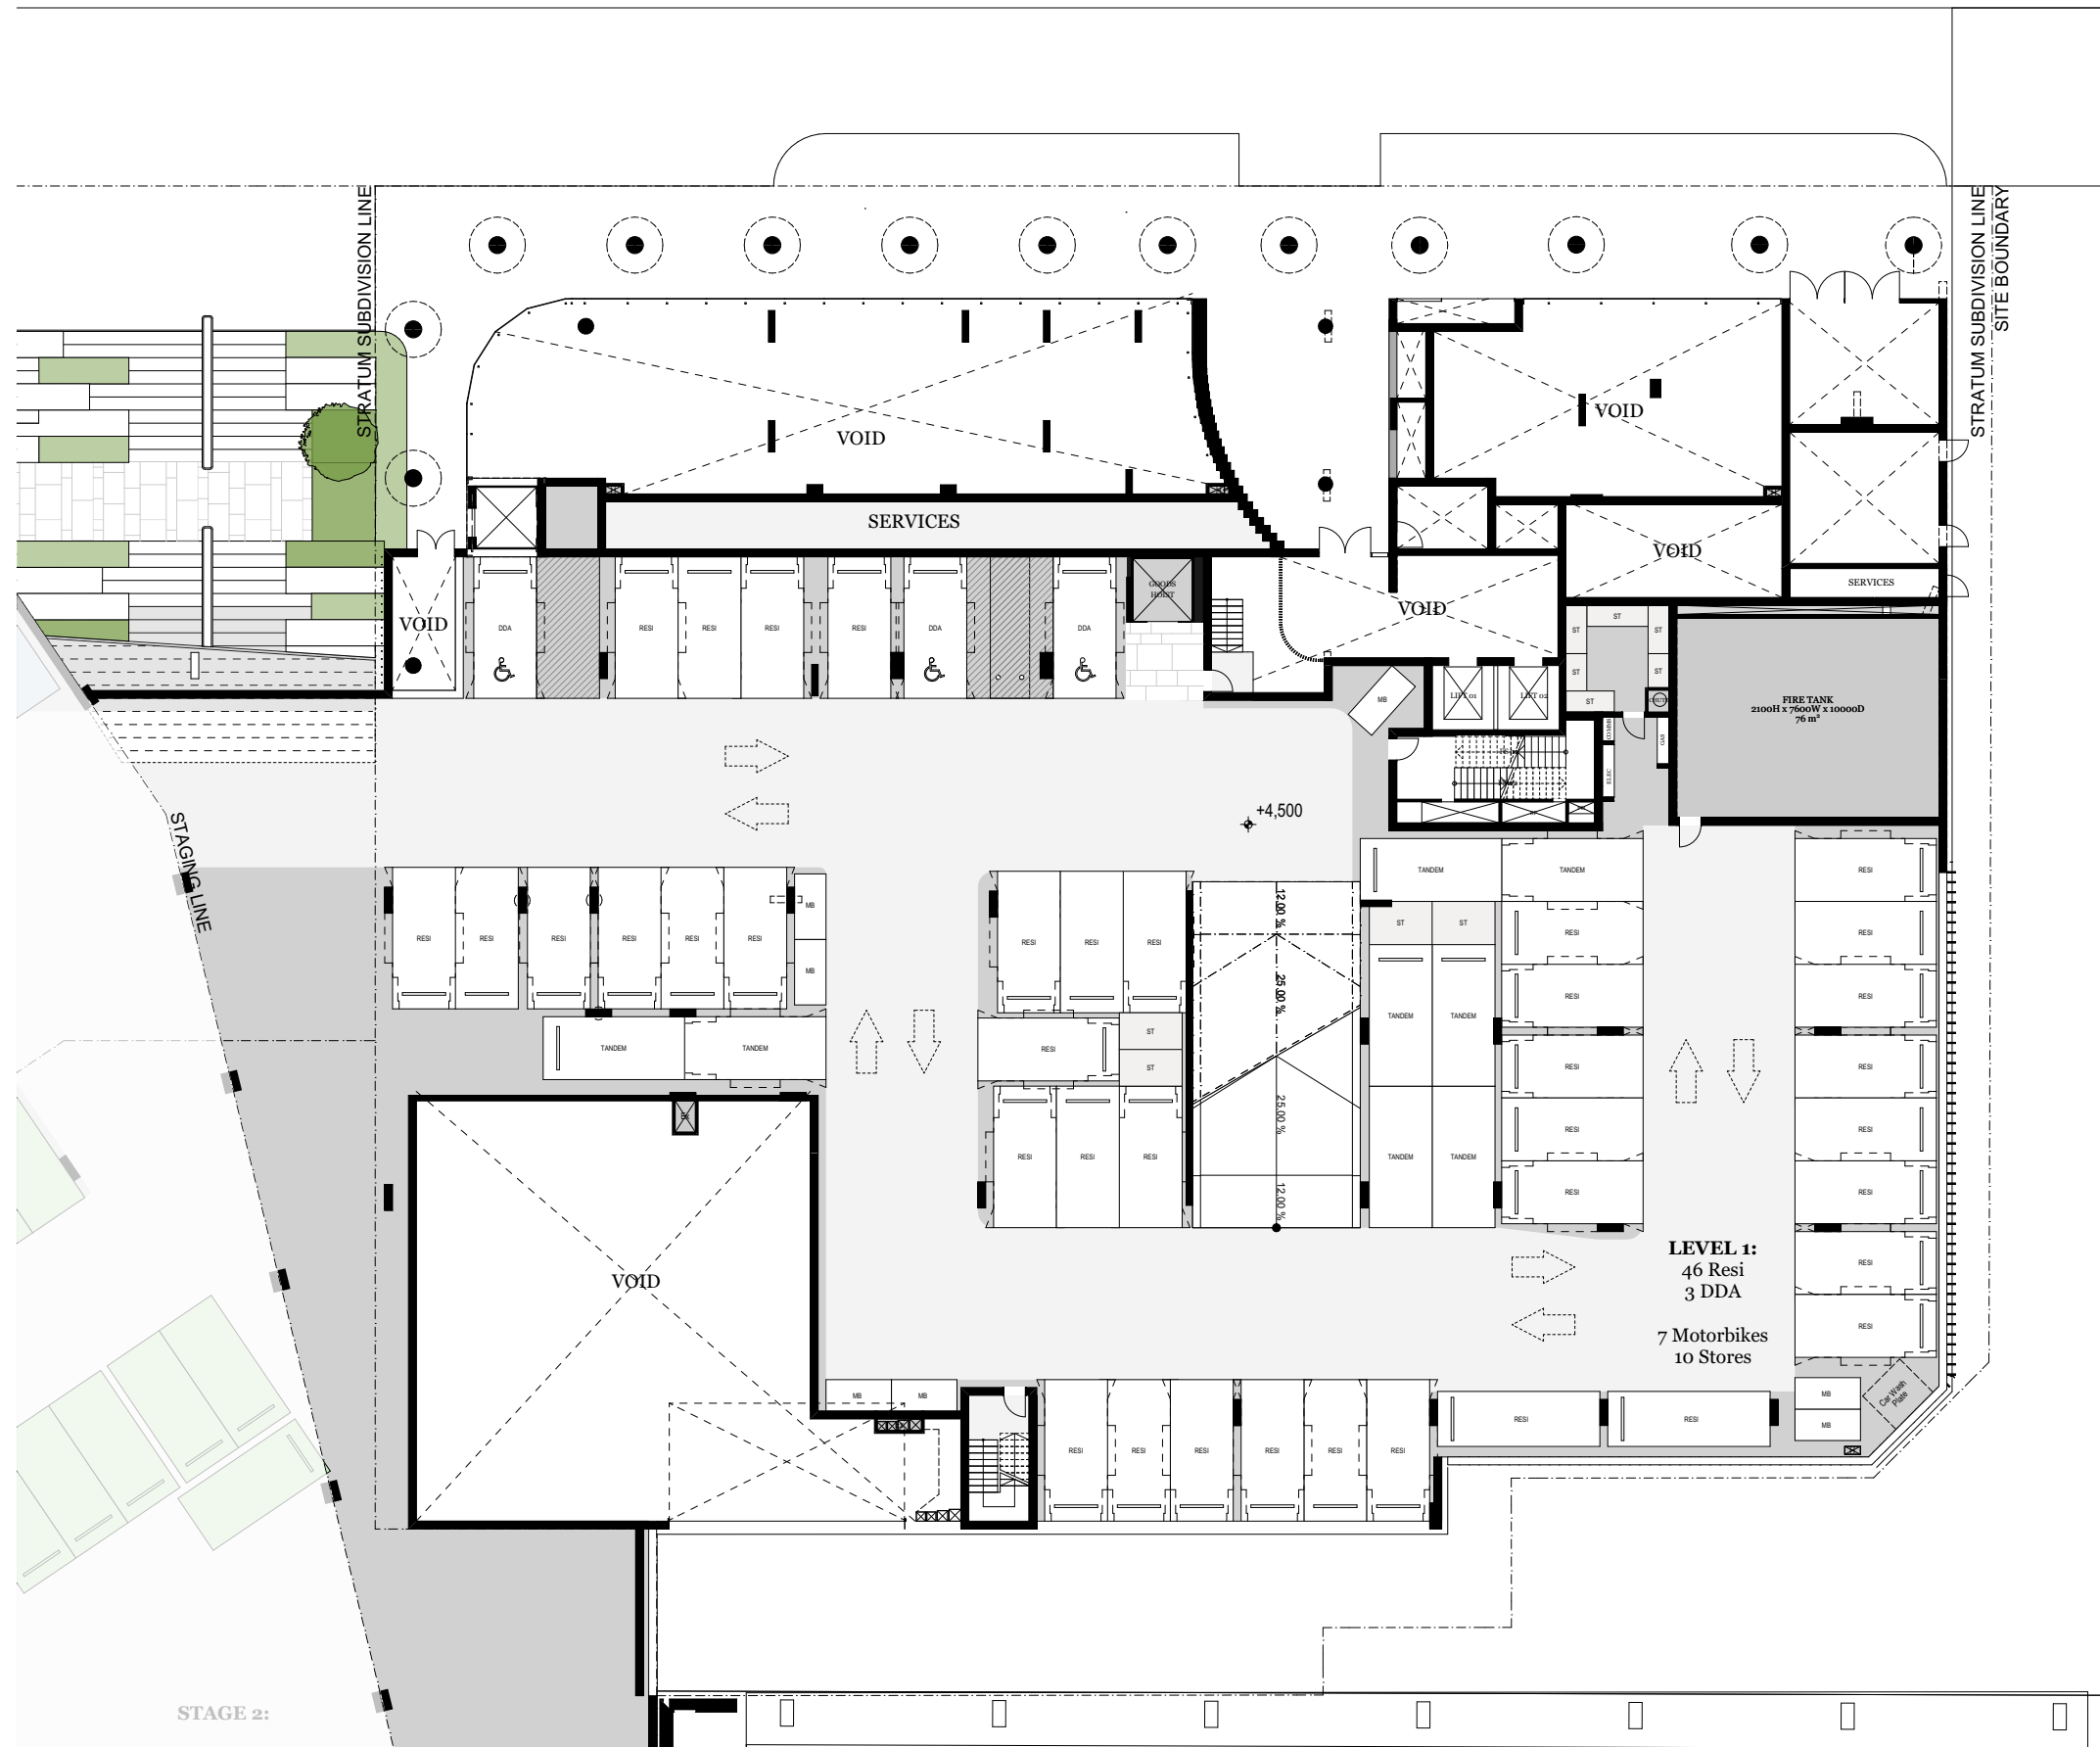 STRATUM SUBDIVISION LINE
STRATUM SUBDIVISION LINE
SITE BOUNDARY
VOID
VOID
SERVICES
VOID
SERVICES
GOODS
HOIST
VOID
VOID
DDA
RESI
RESI
RESI
RESI
DDA
DDA
ST
ST
ST
ST
ST
ST
MB
LIFT 01
LIFT 02
FIRE TANK
2100H x 7600W x 10000D
76 m²
GAS
ELEC
+4,500
STAGING LINE
RESI
RESI
RESI
RESI
RESI
RESI
MB
MB
TANDEM
TANDEM
RESI
RESI
RESI
RESI
ST
ST
RESI
RESI
RESI
12.00 %
25.00 %
25.00 %
12.00 %
TANDEM
TANDEM
ST
ST
TANDEM
TANDEM
TANDEM
TANDEM
RESI
RESI
RESI
RESI
RESI
RESI
RESI
RESI
RESI
RESI
RESI
RESI
RESI
VOID
LEVEL 1:
46 Resi
3 DDA
7 Motorbikes
10 Stores
MB
MB
RESI
RESI
RESI
RESI
RESI
RESI
RESI
RESI
MB
MB
Car Wash
Plate
STAGE 2: